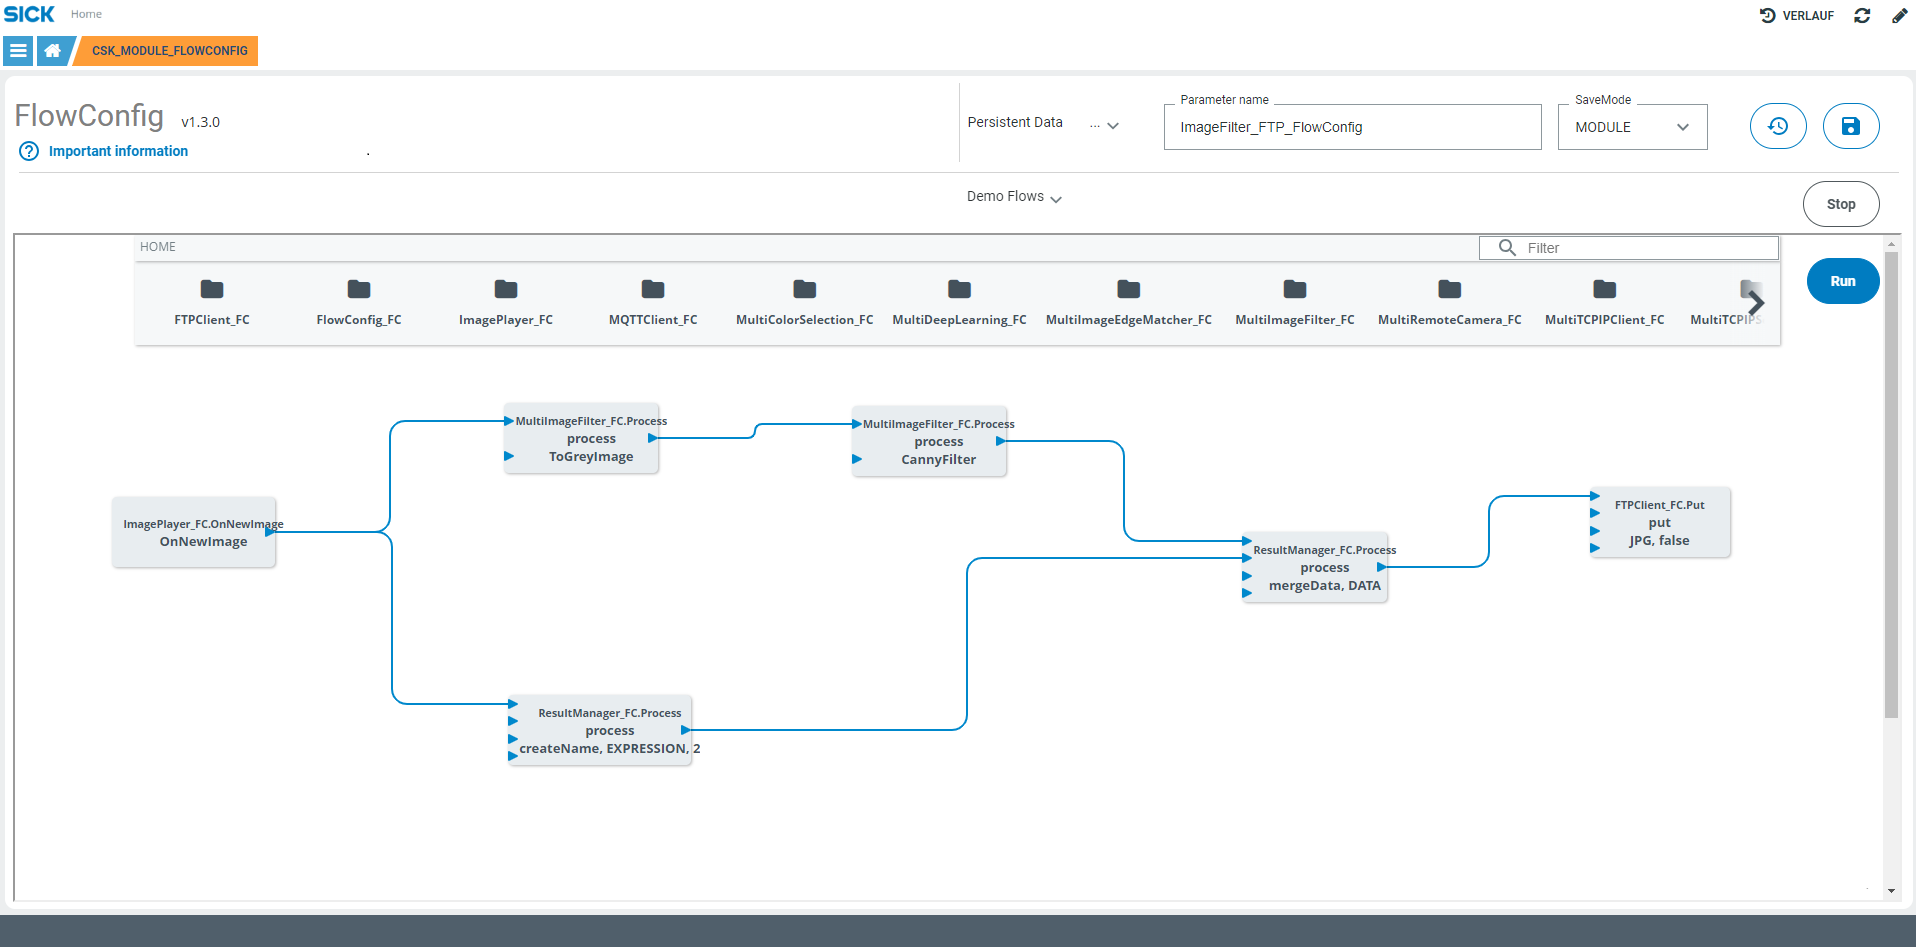 SICK Home
VERLAUF
CSK_MODULE_FLOWCONFIG
FlowConfig v1.3.0
Important information
.
Persistent Data ...
Parameter name
ImageFilter_FTP_FlowConfig
SaveMode
MODULE
Demo Flows
Stop
HOME
Filter
Run
FTPClient_FC
FlowConfig_FC
ImagePlayer_FC
MQTTClient_FC
MultiColorSelection_FC
MultiDeepLearning_FC
MultiImageEdgeMatcher_FC
MultiImageFilter_FC
MultiRemoteCamera_FC
MultiTCPIPClient_FC
MultiTCPIPS
MultiImageFilter_FC.Process
process
ToGreyImage
MultiImageFilter_FC.Process
process
CannyFilter
ImagePlayer_FC.OnNewImage
OnNewImage
FTPClient_FC.Put
put
JPG, false
ResultManager_FC.Process
process
mergeData, DATA
ResultManager_FC.Process
process
createName, EXPRESSION, 2